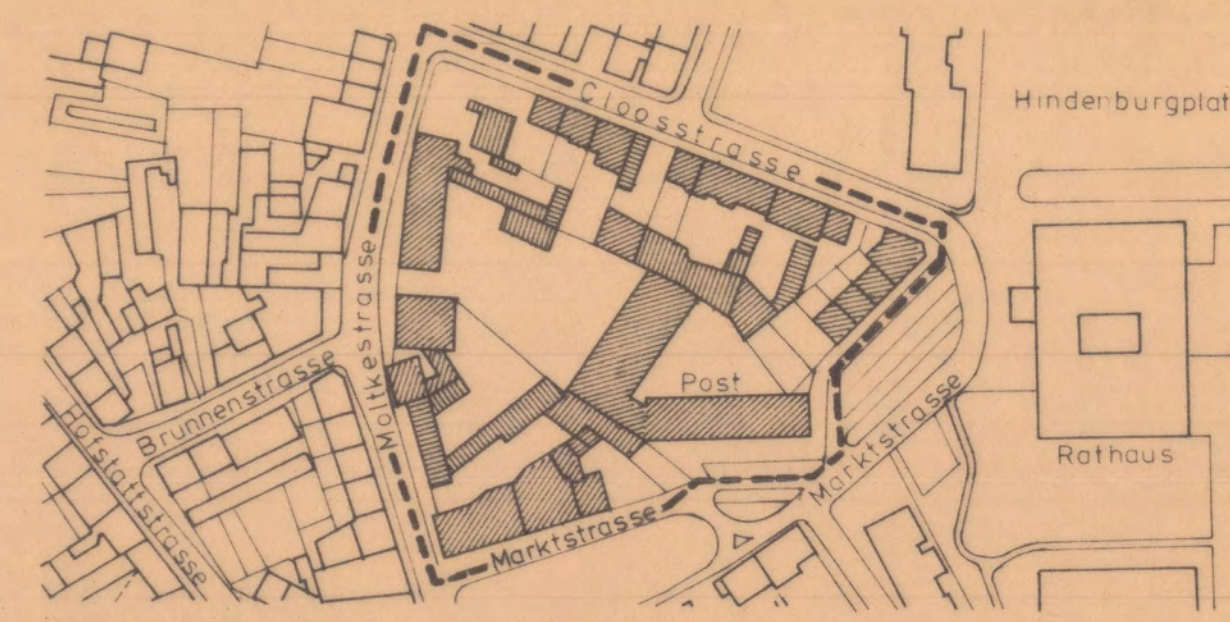 Hindenburgplat
Cloosstrasse
Moltkestrasse
Brunnenstrasse
Hofstattstrasse
Post
Marktstrasse
Marktstrasse
Rathaus